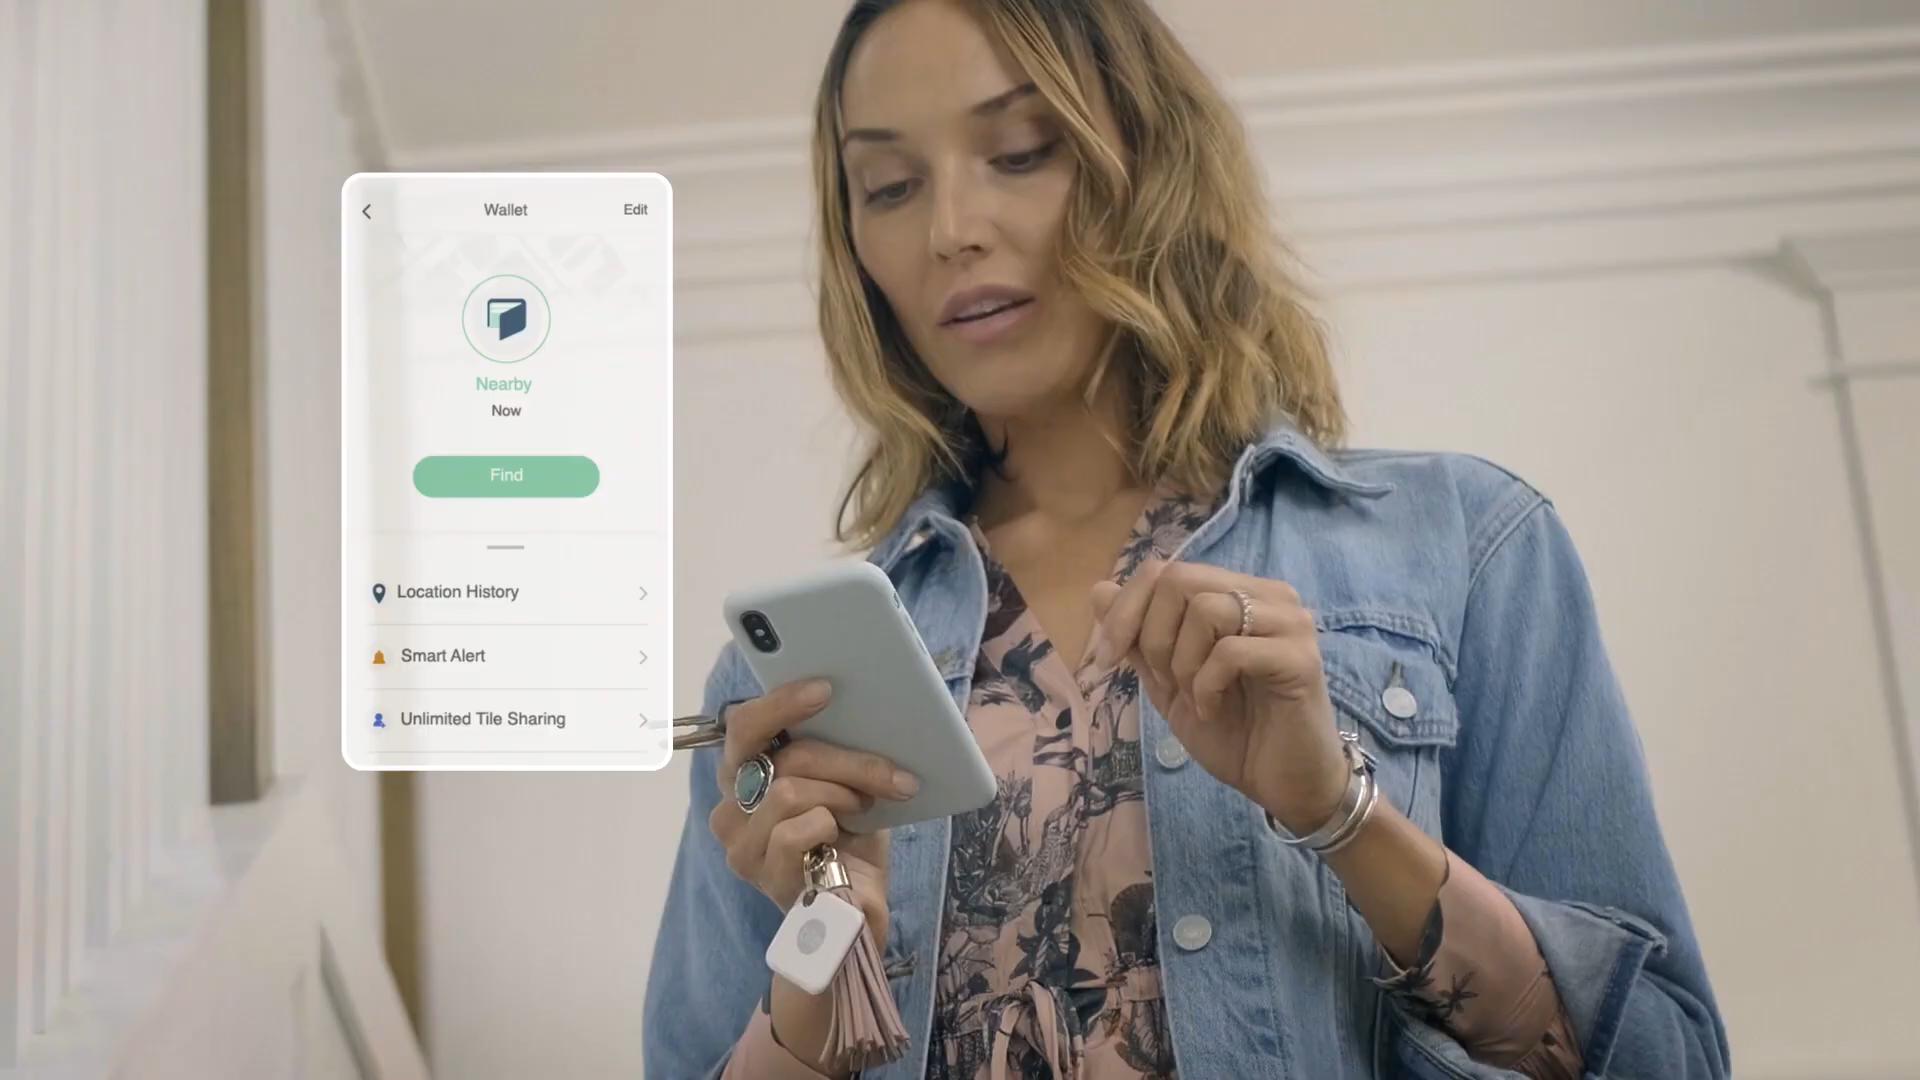 Wallet
Edit
Nearby
Now
Find
Location History
Smart Alert
Unlimited Tile Sharing